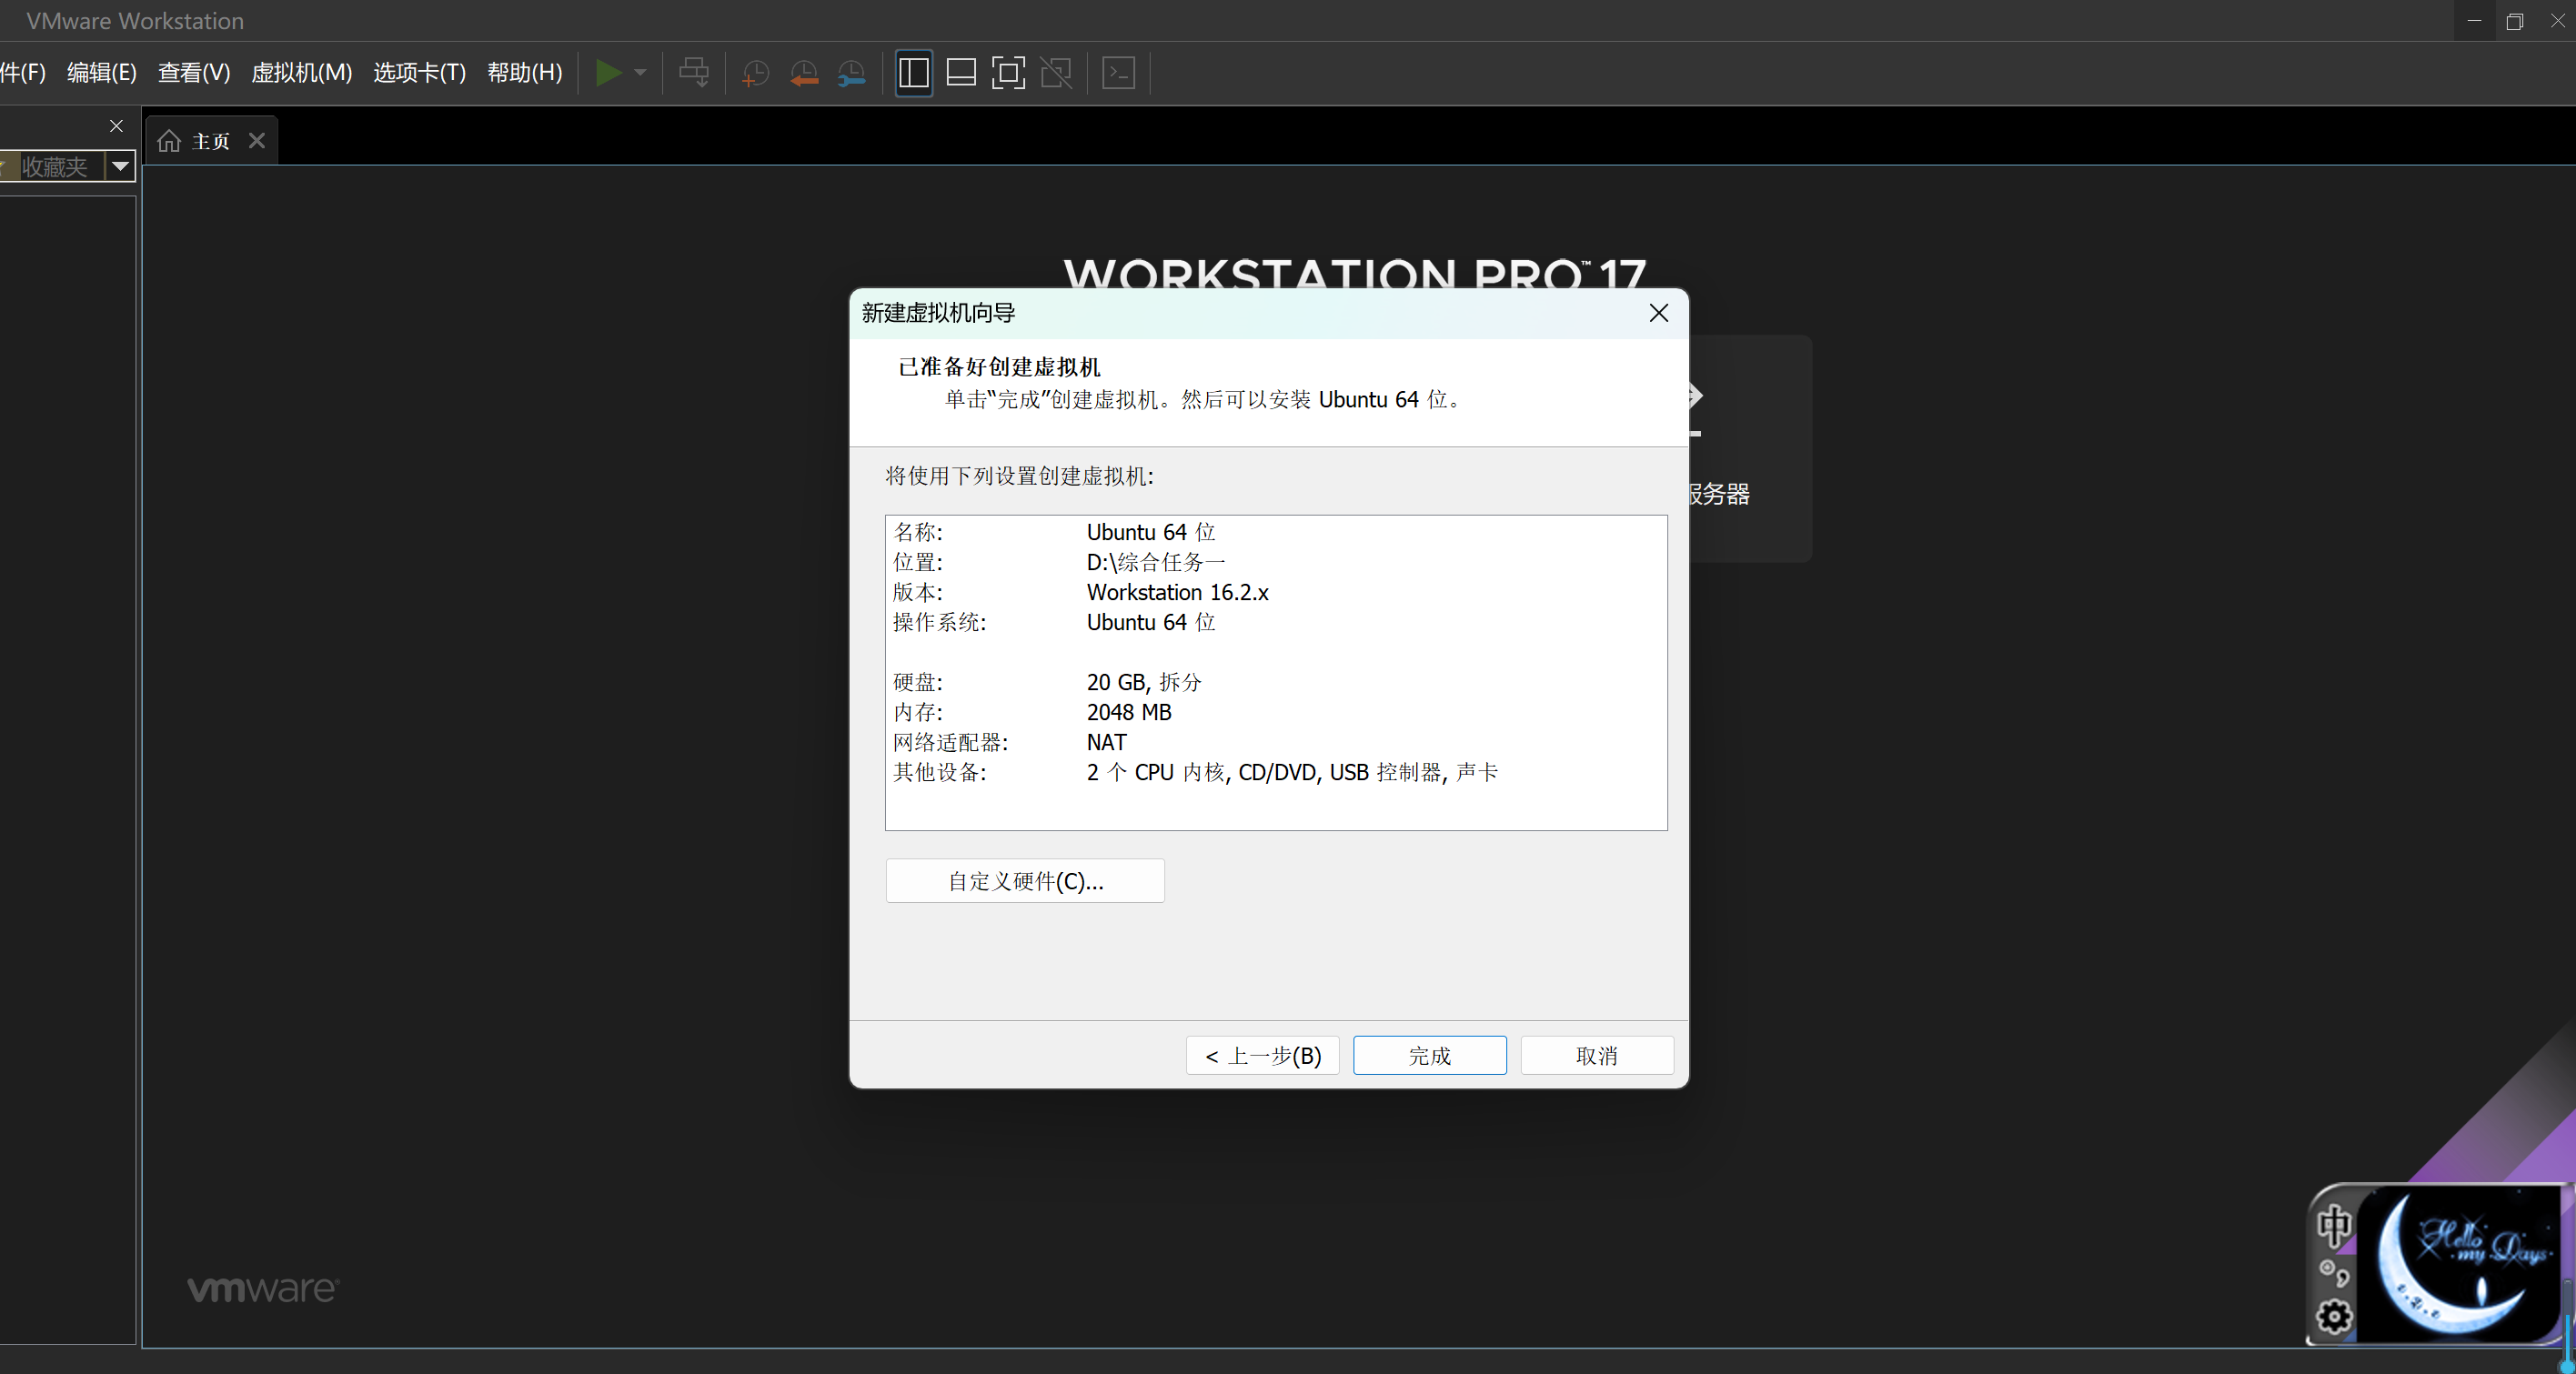 VMware Workstation
件(F) 编辑(E) 查看(V) 虚拟机(M) 选项卡(T) 帮助(H)
收藏夹
主页
WORKSTATION PRO™ 17
新建虚拟机向导
已准备好创建虚拟机
单击“完成”创建虚拟机。然后可以安装 Ubuntu 64 位。
将使用下列设置创建虚拟机:
名称: Ubuntu 64 位
位置: D:\综合任务一
版本: Workstation 16.2.x
操作系统: Ubuntu 64 位
硬盘: 20 GB, 拆分
内存: 2048 MB
网络适配器: NAT
其他设备: 2 个 CPU 内核, CD/DVD, USB 控制器, 声卡
服务器
自定义硬件(C)...
< 上一步(B) 完成 取消
vmware®
中
Hello
my Days